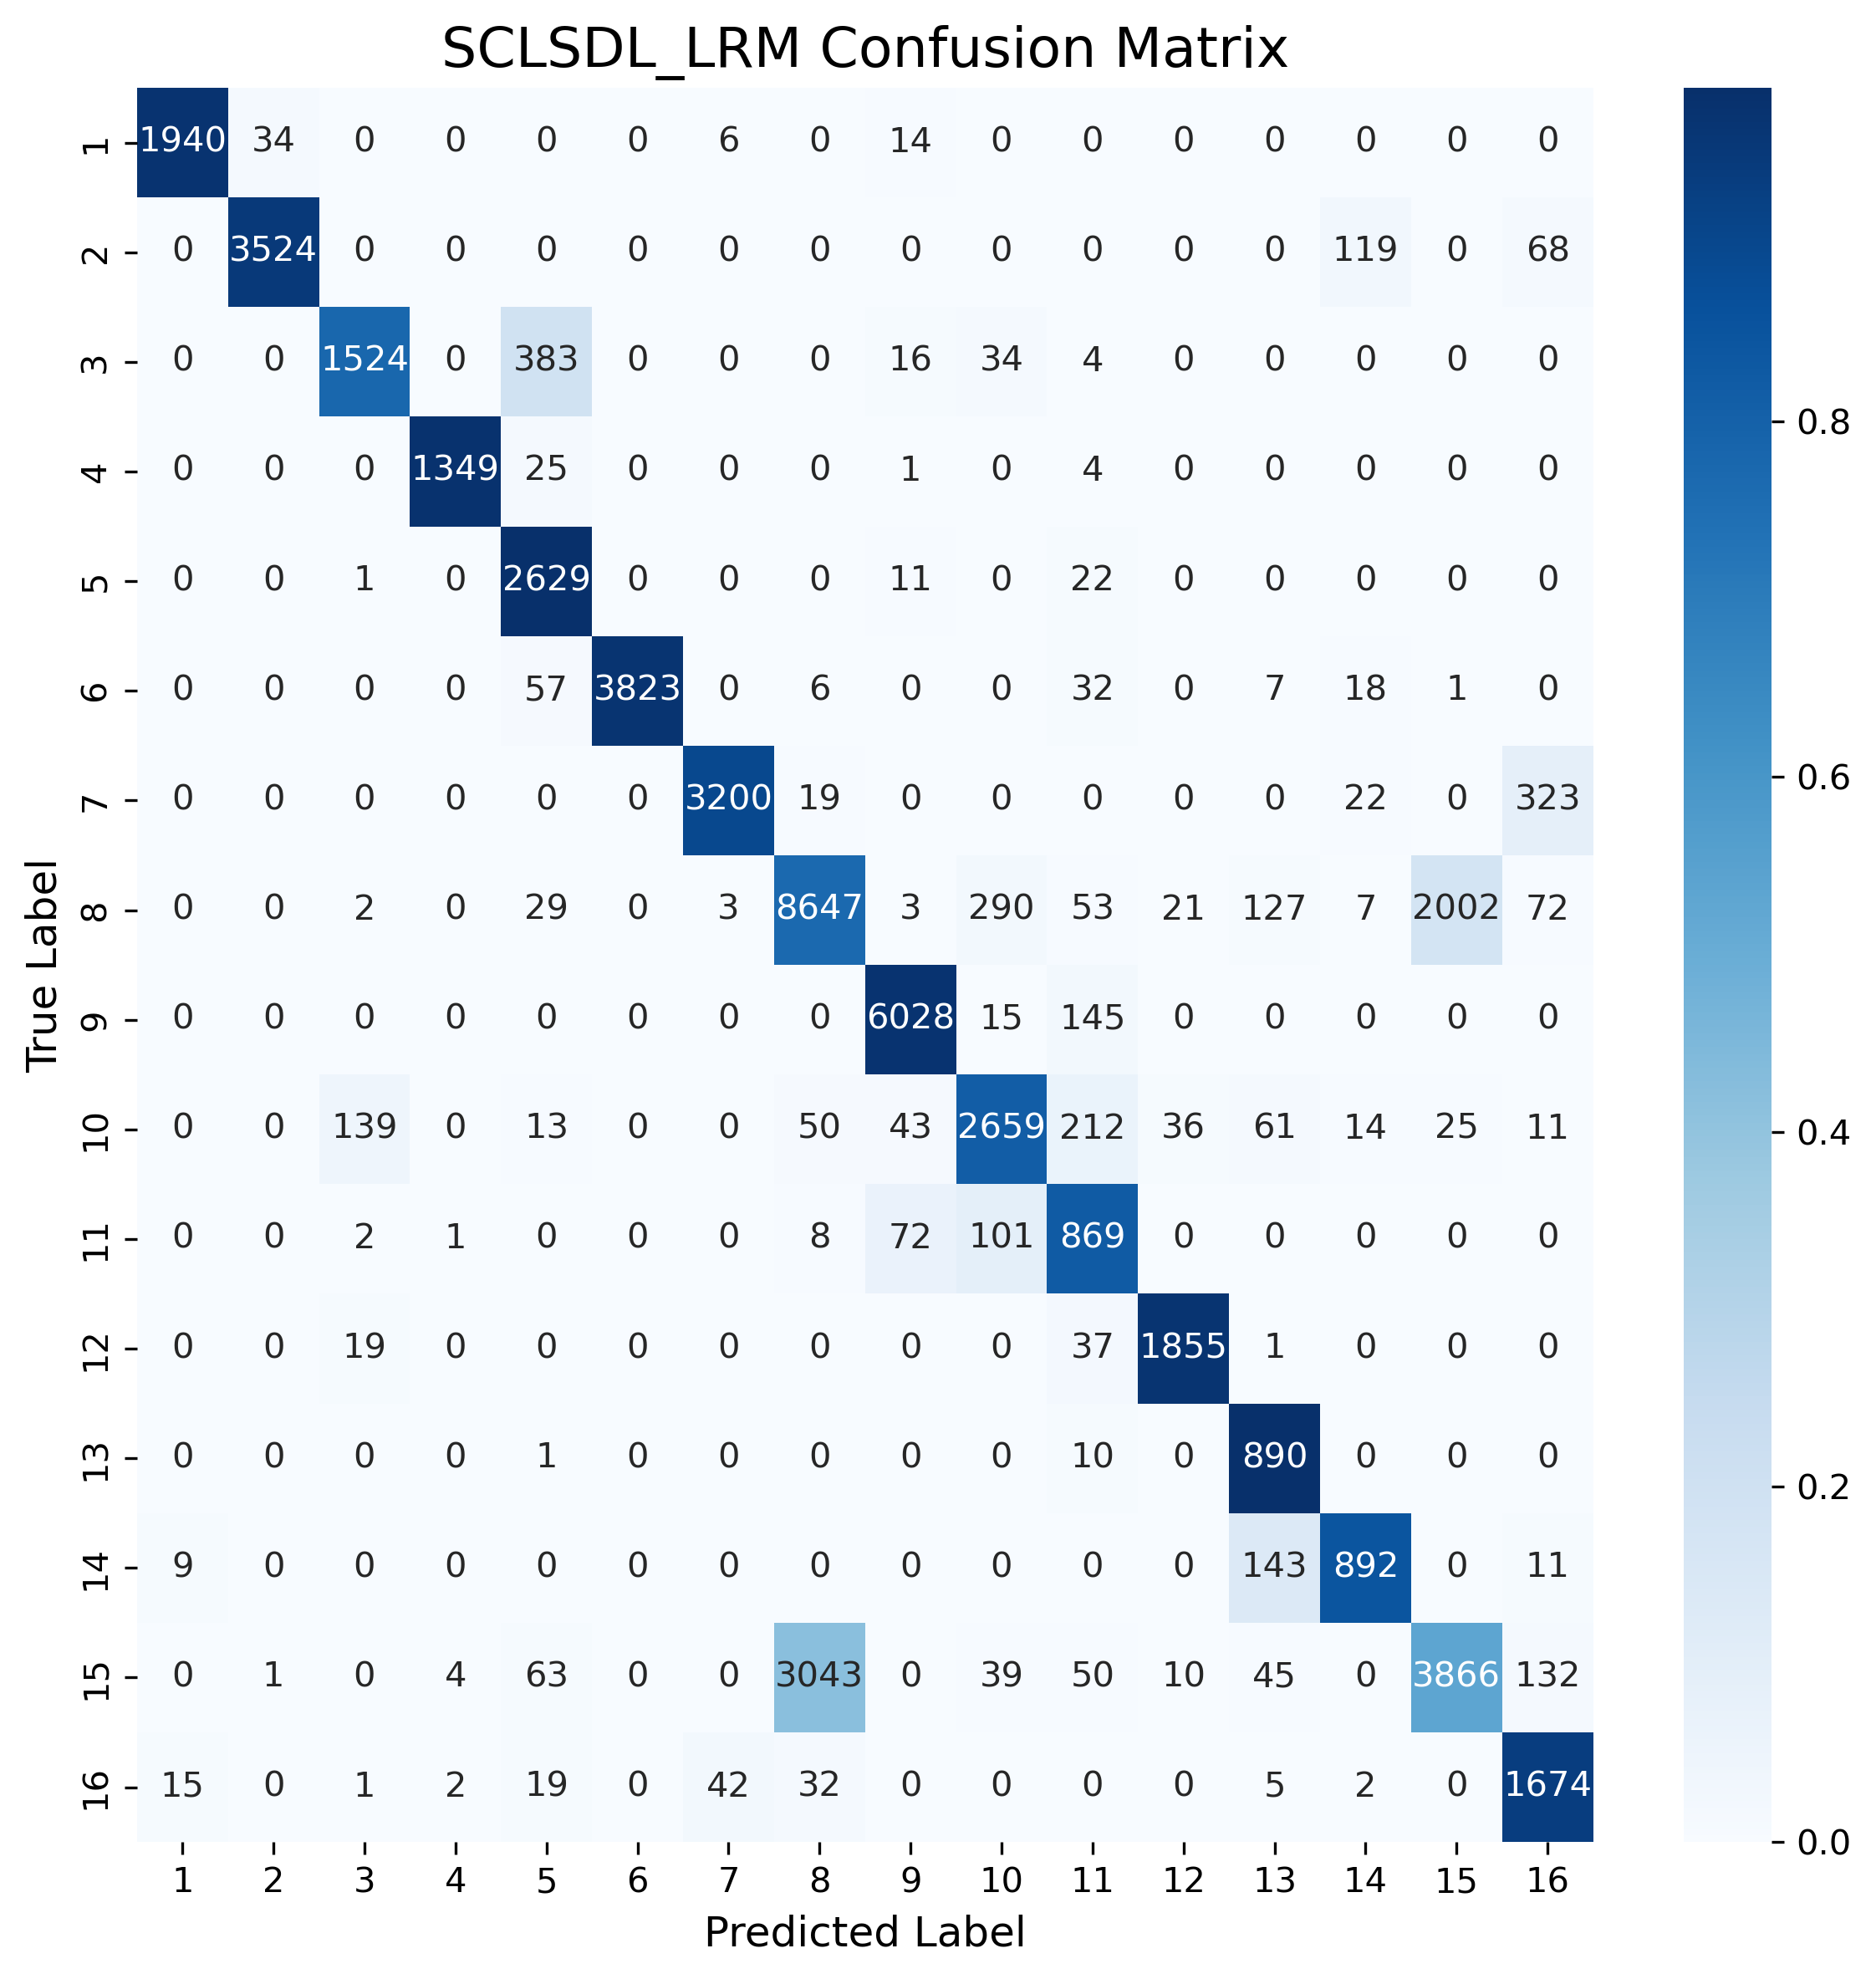 SCLSDL_LRM Confusion Matrix
1 1940 34 0 0 0 0 6 0 14 0 0 0 0 0 0 0
2 0 3524 0 0 0 0 0 0 0 0 0 0 0 119 0 68
3 0 0 1524 0 383 0 0 0 16 34 4 0 0 0 0 0
4 0 0 0 1349 25 0 0 0 1 0 4 0 0 0 0 0
5 0 0 1 0 2629 0 0 0 11 0 22 0 0 0 0 0
6 0 0 0 0 57 3823 0 6 0 0 32 0 7 18 1 0
7 0 0 0 0 0 0 3200 19 0 0 0 0 0 22 0 323
8 0 0 2 0 29 0 3 8647 3 290 53 21 127 7 2002 72
9 0 0 0 0 0 0 0 0 6028 15 145 0 0 0 0 0
10 0 0 139 0 13 0 0 50 43 2659 212 36 61 14 25 11
11 0 0 2 1 0 0 0 8 72 101 869 0 0 0 0 0
12 0 0 19 0 0 0 0 0 0 0 37 1855 1 0 0 0
13 0 0 0 0 1 0 0 0 0 0 10 0 890 0 0 0
14 9 0 0 0 0 0 0 0 0 0 0 0 143 892 0 11
15 0 1 0 4 63 0 0 3043 0 39 50 10 45 0 3866 132
16 15 0 1 2 19 0 42 32 0 0 0 0 5 2 0 1674
1 2 3 4 5 6 7 8 9 10 11 12 13 14 15 16
Predicted Label
True Label
0.8
0.6
0.4
0.2
0.0